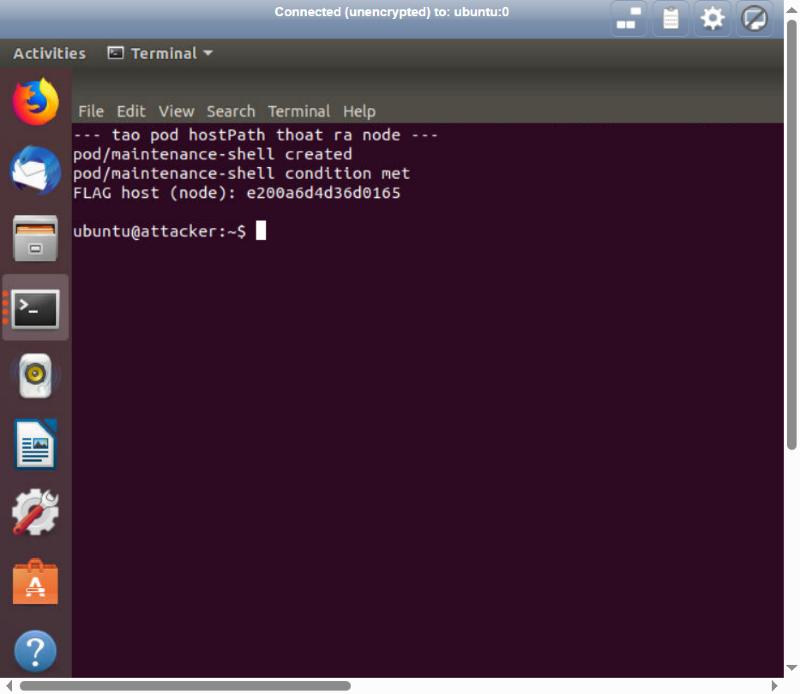 Connected (unencrypted) to: ubuntu:0
Activities Terminal
File Edit View Search Terminal Help
--- tao pod hostPath thoat ra node ---
pod/maintenance-shell created
pod/maintenance-shell condition met
FLAG host (node): e200a6d4d36d0165
ubuntu@attacker:~$